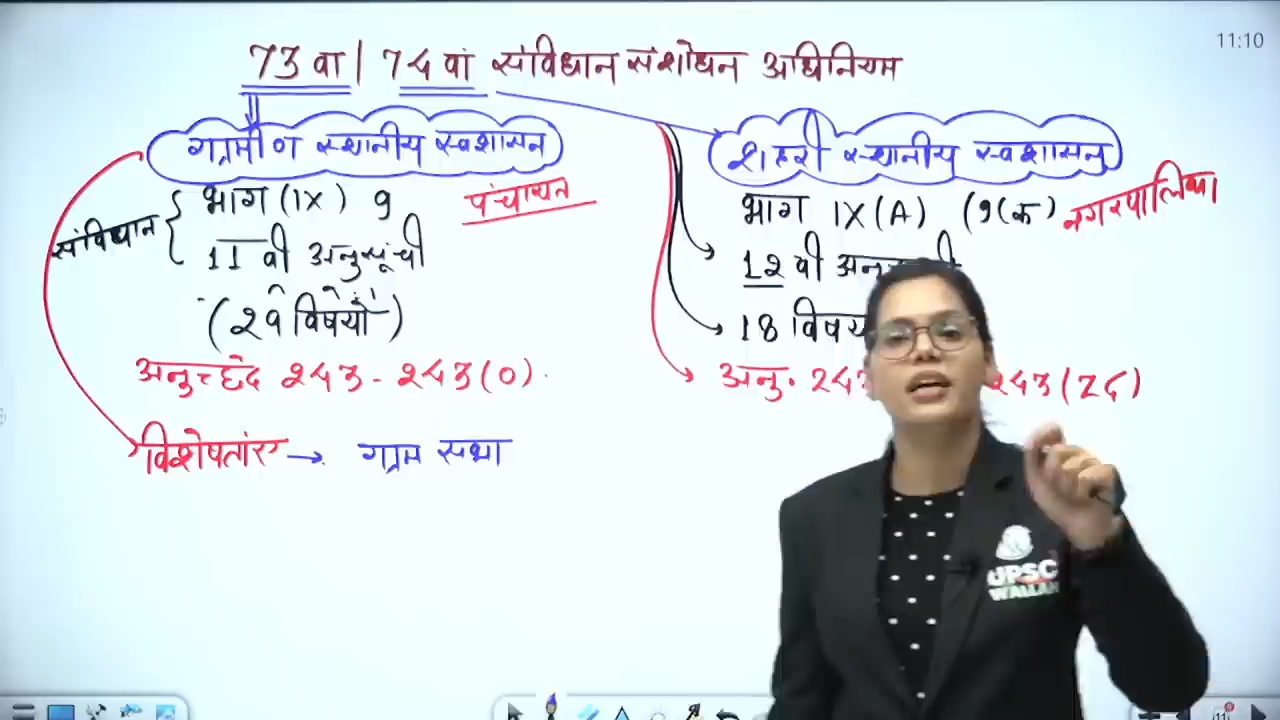 11:10
73 वा | 74 वां संविधान संशोधन अधिनियम
ग्रामीण स्थानीय स्वशासन
संविधान { भाग (IX) 9
पंचायत
11 वी अनुसूची
(29 विषयों)
अनुच्छेद 243 - 243(0).
विशेषतांए → ग्राम सभा
शहरी स्थानीय स्वशासन
भाग IX(A) (9(क) नगरपालिका
12 वी
18
अनु. 243(ZG)
UPSC
WALLAH